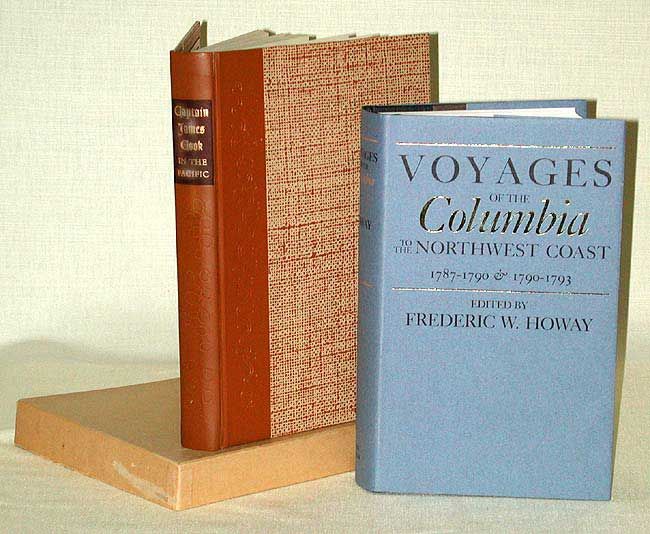 Captain
James
Cook
IN THE
PACIFIC
VOYAGES
OF THE
Columbia
TO THE NORTHWEST COAST
1787-1790 & 1790-1793
EDITED BY
FREDERIC W. HOWAY